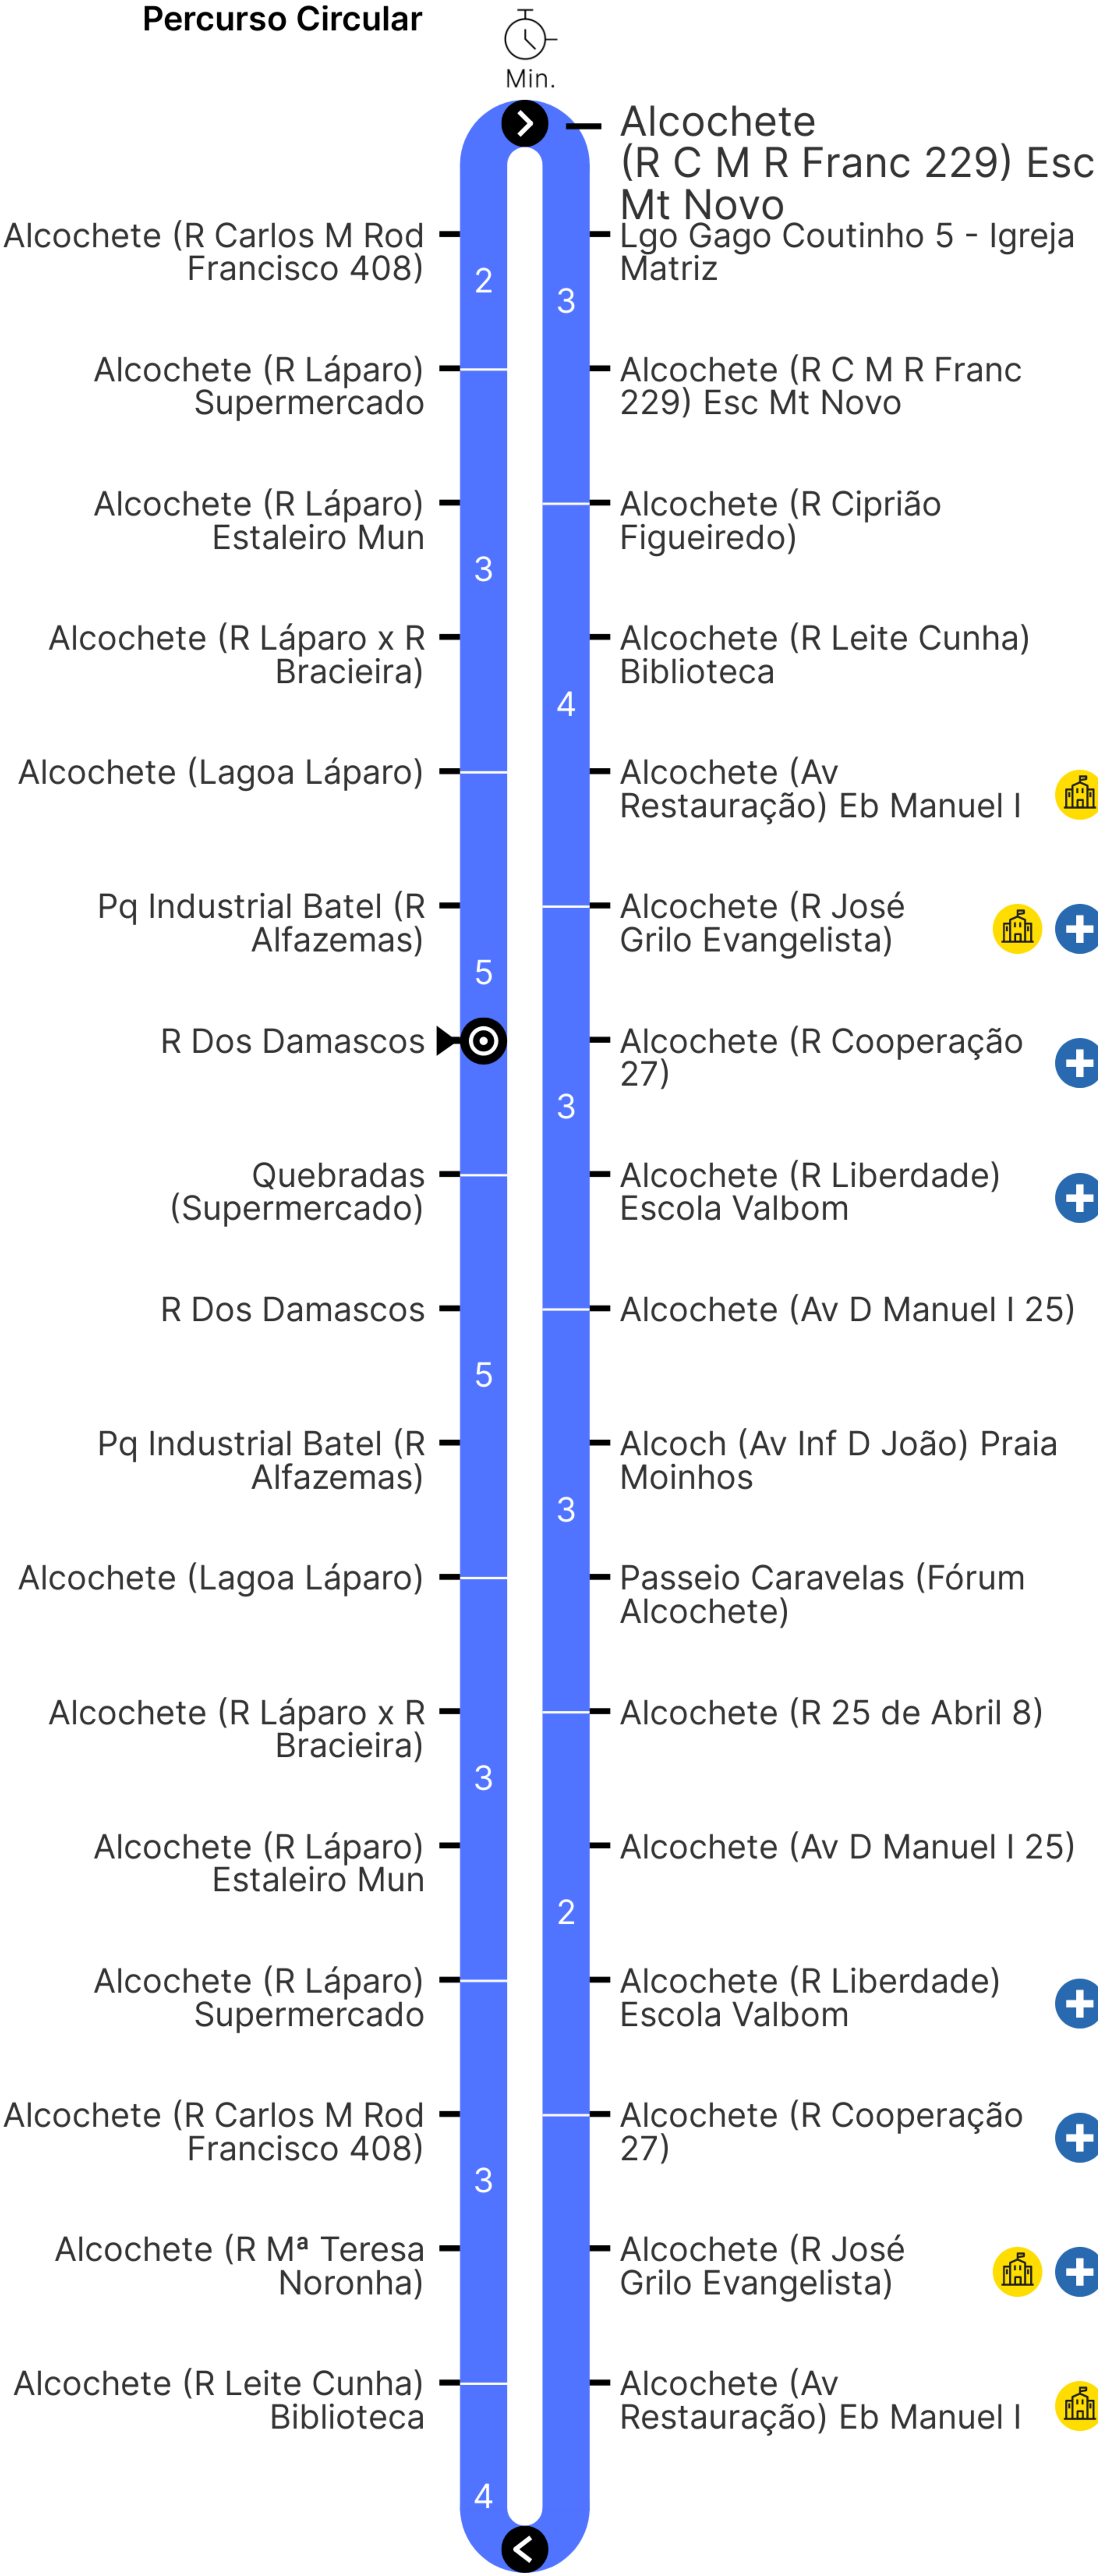 Percurso Circular
Min.
Alcochete
(R C M R Franc 229) Esc
Mt Novo
Lgo Gago Coutinho 5 - Igreja
Matriz
3
Alcochete (R C M R Franc
229) Esc Mt Novo
Alcochete (R Ciprião
Figueiredo)
Alcochete (R Leite Cunha)
Biblioteca
4
Alcochete (Av
Restauração) Eb Manuel I
Alcochete (R José
Grilo Evangelista)
Alcochete (R Cooperação
27)
3
Alcochete (R Liberdade)
Escola Valbom
Alcochete (Av D Manuel I 25)
Alcoch (Av Inf D João) Praia
Moinhos
3
Passeio Caravelas (Fórum
Alcochete)
Alcochete (R 25 de Abril 8)
Alcochete (Av D Manuel I 25)
2
Alcochete (R Liberdade)
Escola Valbom
Alcochete (R Cooperação
27)
Alcochete (R José
Grilo Evangelista)
Alcochete (Av
Restauração) Eb Manuel I
Alcochete (R Carlos M Rod
Francisco 408)
2
Alcochete (R Láparo)
Supermercado
Alcochete (R Láparo)
Estaleiro Mun
3
Alcochete (R Láparo x R
Bracieira)
Alcochete (Lagoa Láparo)
Pq Industrial Batel (R
Alfazemas)
5
R Dos Damascos
Quebradas
(Supermercado)
R Dos Damascos
5
Pq Industrial Batel (R
Alfazemas)
Alcochete (Lagoa Láparo)
Alcochete (R Láparo x R
Bracieira)
3
Alcochete (R Láparo)
Estaleiro Mun
Alcochete (R Láparo)
Supermercado
Alcochete (R Carlos M Rod
Francisco 408)
3
Alcochete (R Mª Teresa
Noronha)
Alcochete (R Leite Cunha)
Biblioteca
4